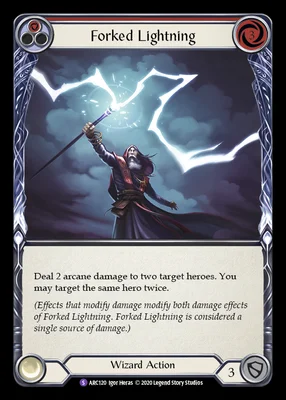 Forked Lightning
3
Deal 2 arcane damage to two target heroes. You
may target the same hero twice.
(Effects that modify damage modify both damage effects
of Forked Lightning. Forked Lightning is considered a
single source of damage.)
S ARC120 Igor Heras © 2020 Legend Story Studios
Wizard Action
3